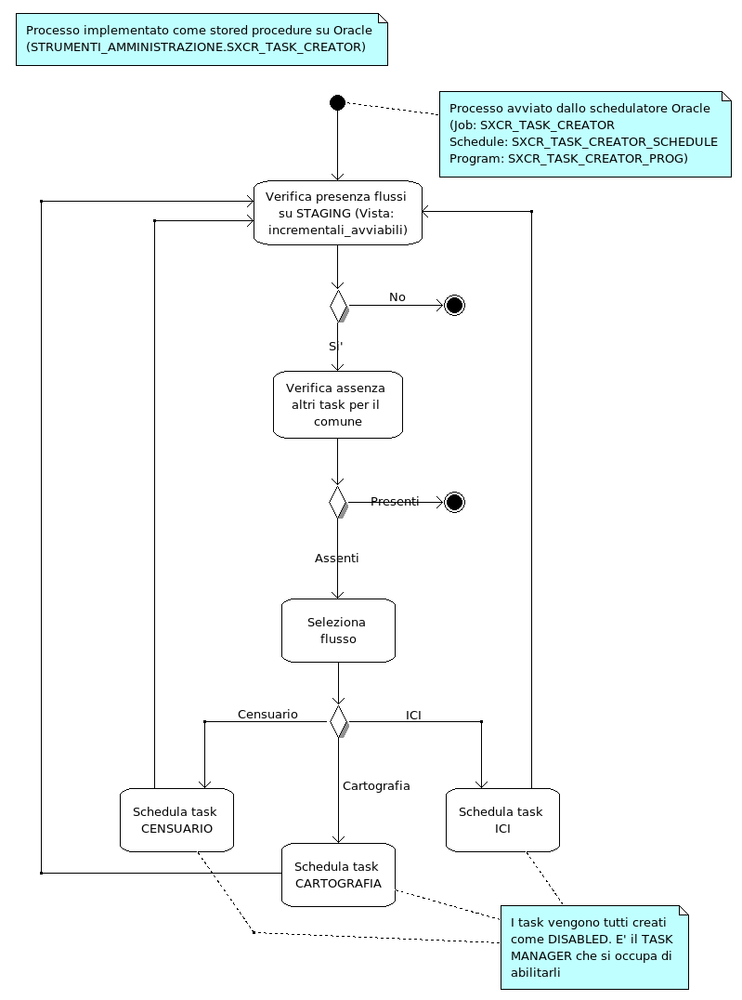 Processo implementato come stored procedure su Oracle
(STRUMENTI_AMMINISTRAZIONE.SXCR_TASK_CREATOR)
Processo avviato dallo schedulatore Oracle
(Job: SXCR_TASK_CREATOR
Schedule: SXCR_TASK_CREATOR_SCHEDULE
Program: SXCR_TASK_CREATOR_PROG)
Verifica presenza flussi
su STAGING (Vista:
incrementali_avviabili)
No
Si'
Verifica assenza
altri task per il
comune
Presenti
Assenti
Seleziona
flusso
Censuario
ICI
Cartografia
Schedula task
CENSUARIO
Schedula task
ICI
Schedula task
CARTOGRAFIA
I task vengono tutti creati
come DISABLED. E' il TASK
MANAGER che si occupa di
abilitarli